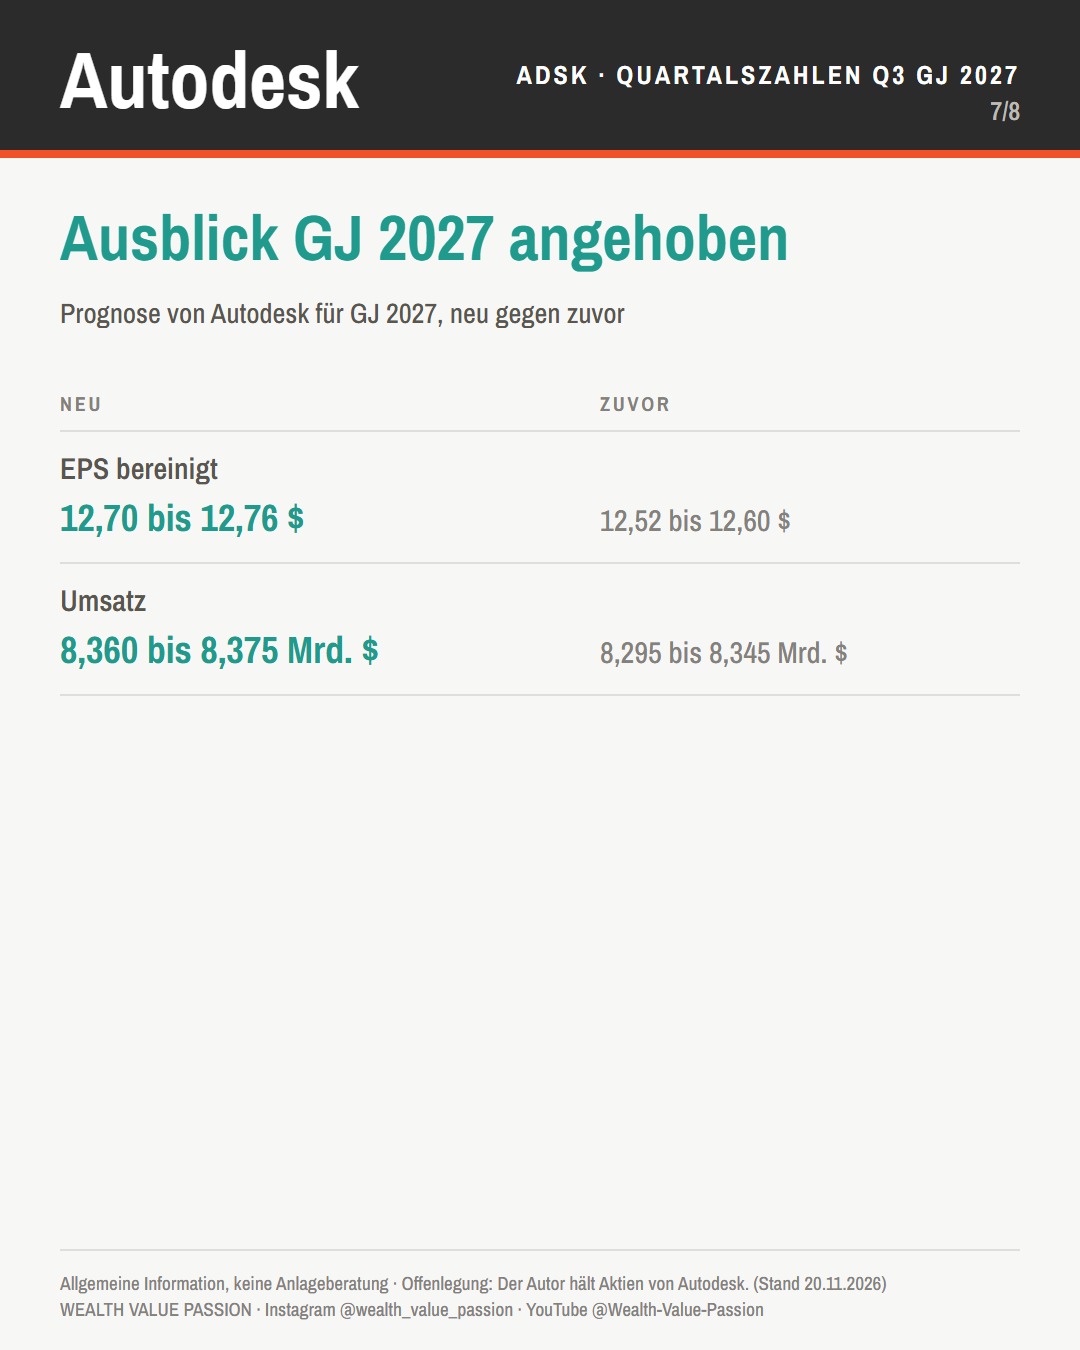 Autodesk
ADSK · QUARTALSZAHLEN Q3 GJ 2027
7/8
Ausblick GJ 2027 angehoben
Prognose von Autodesk für GJ 2027, neu gegen zuvor
NEU ZUVOR
EPS bereinigt
12,70 bis 12,76 $ 12,52 bis 12,60 $
Umsatz
8,360 bis 8,375 Mrd. $ 8,295 bis 8,345 Mrd. $
Allgemeine Information, keine Anlageberatung · Offenlegung: Der Autor hält Aktien von Autodesk. (Stand 20.11.2026)
WEALTH VALUE PASSION · Instagram @wealth_value_passion · YouTube @Wealth-Value-Passion